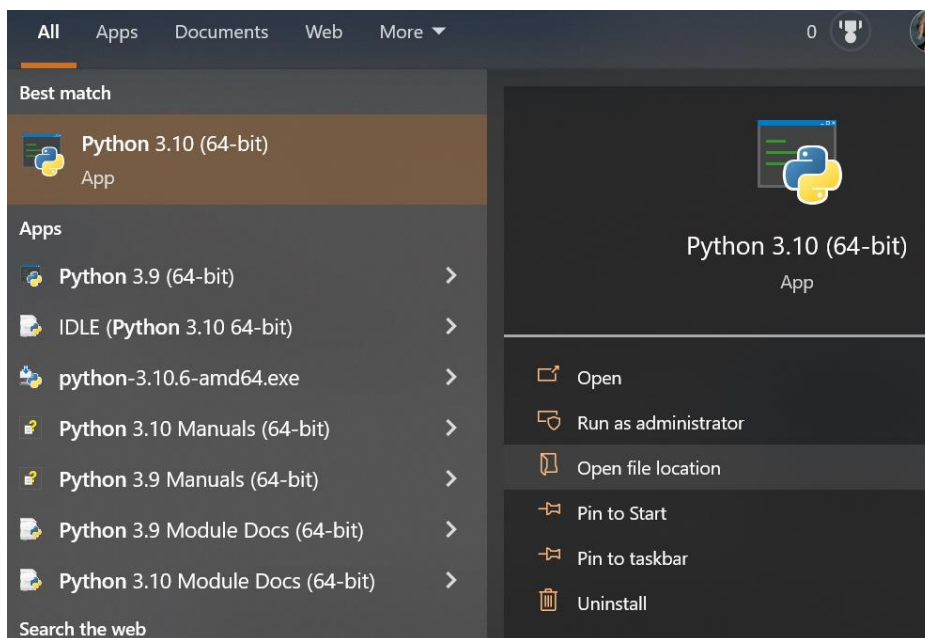 All Apps Documents Web More 0
Best match
Python 3.10 (64-bit)
App
Apps
Python 3.9 (64-bit)
IDLE (Python 3.10 64-bit)
python-3.10.6-amd64.exe
Python 3.10 Manuals (64-bit)
Python 3.9 Manuals (64-bit)
Python 3.9 Module Docs (64-bit)
Python 3.10 Module Docs (64-bit)
Search the web
Python 3.10 (64-bit)
App
Open
Run as administrator
Open file location
Pin to Start
Pin to taskbar
Uninstall